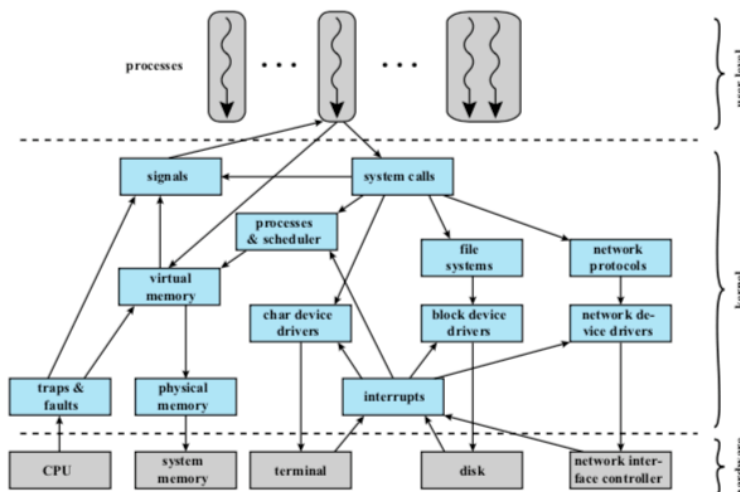 processes
signals
system calls
processes
& scheduler
file
systems
network
protocols
virtual
memory
char device
drivers
block device
drivers
network de-
vice drivers
traps &
faults
physical
memory
interrupts
kernel
CPU
system
memory
terminal
disk
network inter-
face controller